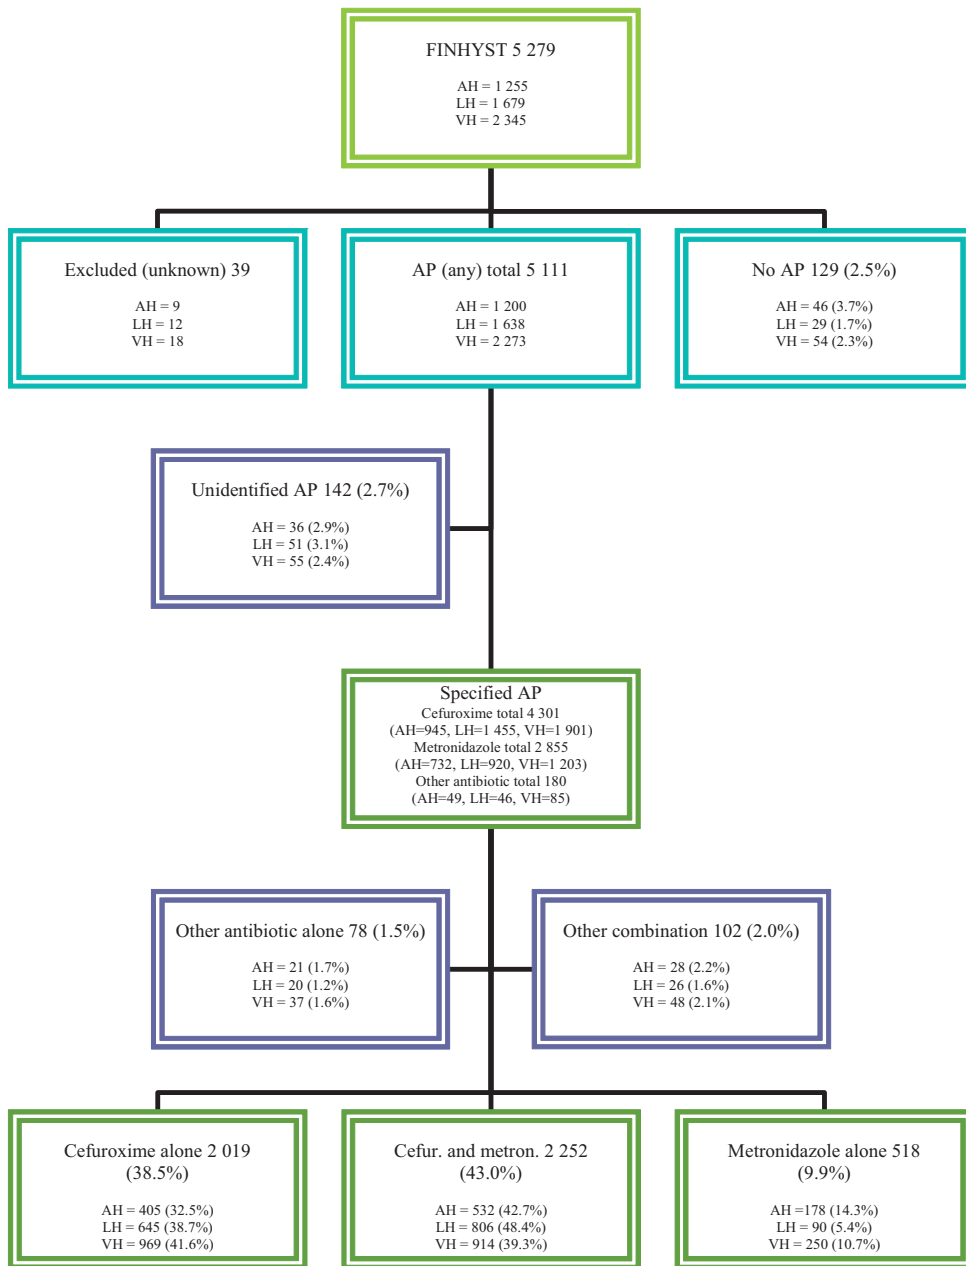 FINHYST 5 279
AH = 1 255
LH = 1 679
VH = 2 345
Excluded (unknown) 39
AH = 9
LH = 12
VH = 18
AP (any) total 5 111
AH = 1 200
LH = 1 638
VH = 2 273
No AP 129 (2.5%)
AH = 46 (3.7%)
LH = 29 (1.7%)
VH = 54 (2.3%)
Unidentified AP 142 (2.7%)
AH = 36 (2.9%)
LH = 51 (3.1%)
VH = 55 (2.4%)
Specified AP
Cefuroxime total 4 301
(AH=945, LH=1 455, VH=1 901)
Metronidazole total 2 855
(AH=732, LH=920, VH=1 203)
Other antibiotic total 180
(AH=49, LH=46, VH=85)
Other antibiotic alone 78 (1.5%)
AH = 21 (1.7%)
LH = 20 (1.2%)
VH = 37 (1.6%)
Other combination 102 (2.0%)
AH = 28 (2.2%)
LH = 26 (1.6%)
VH = 48 (2.1%)
Cefuroxime alone 2 019
(38.5%)
AH = 405 (32.5%)
LH = 645 (38.7%)
VH = 969 (41.6%)
Cefur. and metron. 2 252
(43.0%)
AH = 532 (42.7%)
LH = 806 (48.4%)
VH = 914 (39.3%)
Metronidazole alone 518
(9.9%)
AH =178 (14.3%)
LH = 90 (5.4%)
VH = 250 (10.7%)